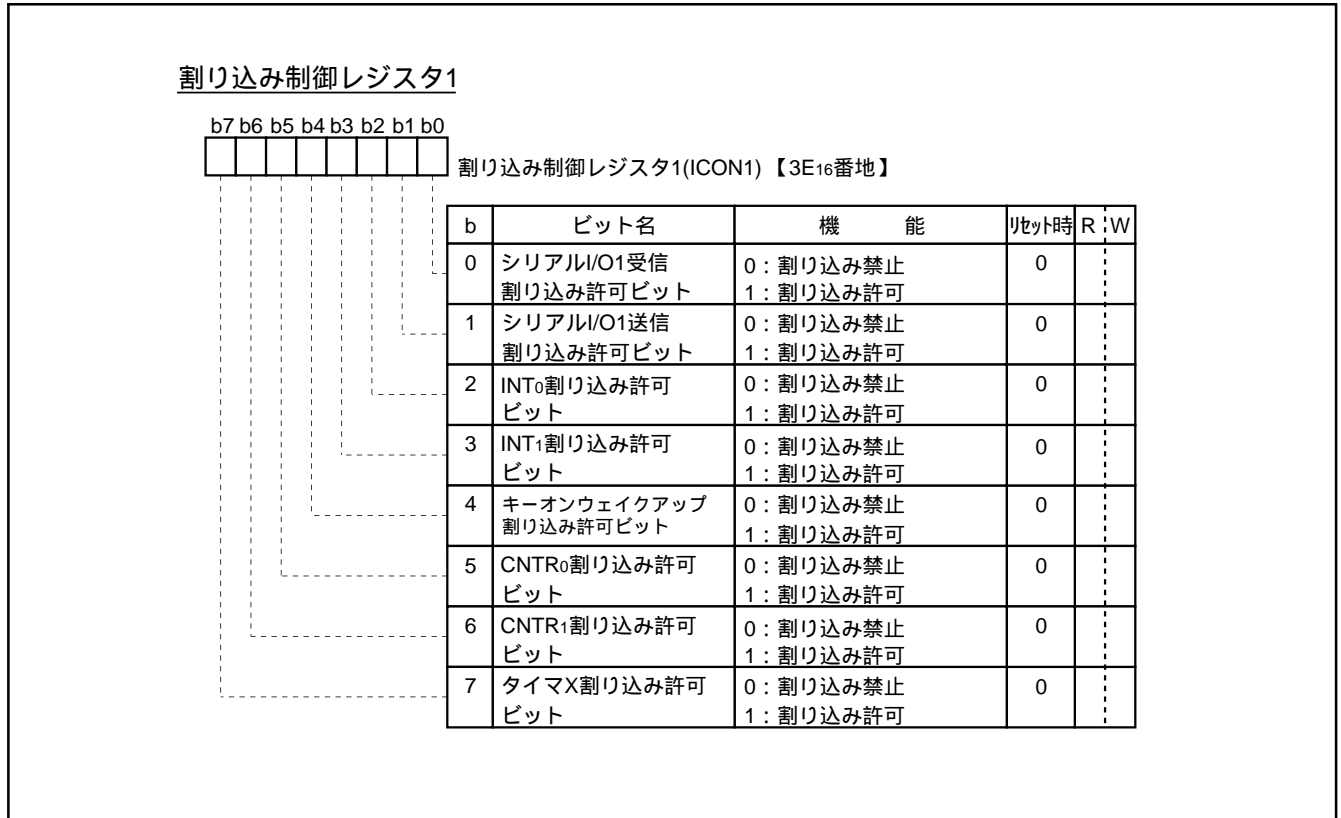 割り込み制御レジスタ1
b7 b6 b5 b4 b3 b2 b1 b0
割り込み制御レジスタ1(ICON1) 【3E16番地】
b ビット名 機 能 ﾘｾｯﾄ時 R W
0 シリアルI/O1受信 0：割り込み禁止 0
割り込み許可ビット 1：割り込み許可
1 シリアルI/O1送信 0：割り込み禁止 0
割り込み許可ビット 1：割り込み許可
2 INT0割り込み許可 0：割り込み禁止 0
ビット 1：割り込み許可
3 INT1割り込み許可 0：割り込み禁止 0
ビット 1：割り込み許可
4 キーオンウェイクアップ 0：割り込み禁止 0
割り込み許可ビット 1：割り込み許可
5 CNTR0割り込み許可 0：割り込み禁止 0
ビット 1：割り込み許可
6 CNTR1割り込み許可 0：割り込み禁止 0
ビット 1：割り込み許可
7 タイマX割り込み許可 0：割り込み禁止 0
ビット 1：割り込み許可